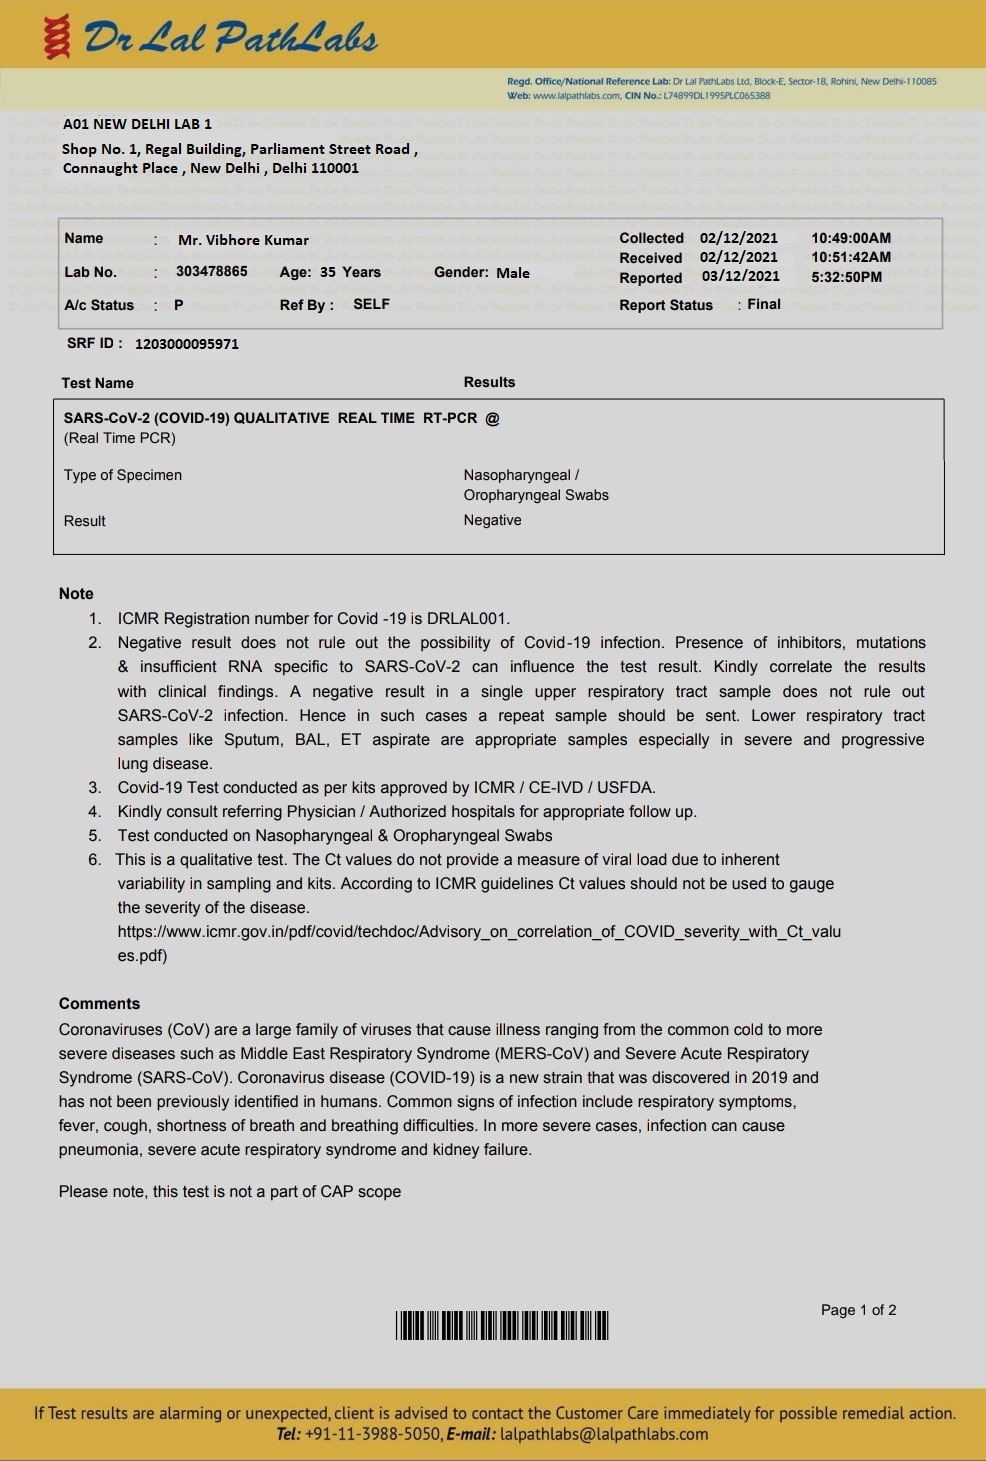 Dr Lal PathLabs
Regd. Office/National Reference Lab: Dr Lal PathLabs Ltd, Block-E, Sector-18, Rohini, New Delhi-110085
Web: www.lalpathlabs.com, CIN No.: L74899DL1995PLC065388
A01 NEW DELHI LAB 1
Shop No. 1, Regal Building, Parliament Street Road ,
Connaught Place , New Delhi , Delhi 110001
Name : Mr. Vibhore Kumar Collected 02/12/2021 10:49:00AM
Received 02/12/2021 10:51:42AM
Lab No. : 303478865 Age: 35 Years Gender: Male Reported 03/12/2021 5:32:50PM
A/c Status : P Ref By : SELF Report Status : Final
SRF ID : 1203000095971
Test Name Results
SARS-CoV-2 (COVID-19) QUALITATIVE REAL TIME RT-PCR @
(Real Time PCR)
Type of Specimen Nasopharyngeal /
Oropharyngeal Swabs
Result Negative
Note
1. ICMR Registration number for Covid -19 is DRLAL001.
2. Negative result does not rule out the possibility of Covid-19 infection. Presence of inhibitors, mutations
& insufficient RNA specific to SARS-CoV-2 can influence the test result. Kindly correlate the results
with clinical findings. A negative result in a single upper respiratory tract sample does not rule out
SARS-CoV-2 infection. Hence in such cases a repeat sample should be sent. Lower respiratory tract
samples like Sputum, BAL, ET aspirate are appropriate samples especially in severe and progressive
lung disease.
3. Covid-19 Test conducted as per kits approved by ICMR / CE-IVD / USFDA.
4. Kindly consult referring Physician / Authorized hospitals for appropriate follow up.
5. Test conducted on Nasopharyngeal & Oropharyngeal Swabs
6. This is a qualitative test. The Ct values do not provide a measure of viral load due to inherent
variability in sampling and kits. According to ICMR guidelines Ct values should not be used to gauge
the severity of the disease.
https://www.icmr.gov.in/pdf/covid/techdoc/Advisory_on_correlation_of_COVID_severity_with_Ct_valu
es.pdf)
Comments
Coronaviruses (CoV) are a large family of viruses that cause illness ranging from the common cold to more
severe diseases such as Middle East Respiratory Syndrome (MERS-CoV) and Severe Acute Respiratory
Syndrome (SARS-CoV). Coronavirus disease (COVID-19) is a new strain that was discovered in 2019 and
has not been previously identified in humans. Common signs of infection include respiratory symptoms,
fever, cough, shortness of breath and breathing difficulties. In more severe cases, infection can cause
pneumonia, severe acute respiratory syndrome and kidney failure.
Please note, this test is not a part of CAP scope
Page 1 of 2
If Test results are alarming or unexpected, client is advised to contact the Customer Care immediately for possible remedial action.
Tel: +91-11-3988-5050, E-mail: lalpathlabs@lalpathlabs.com